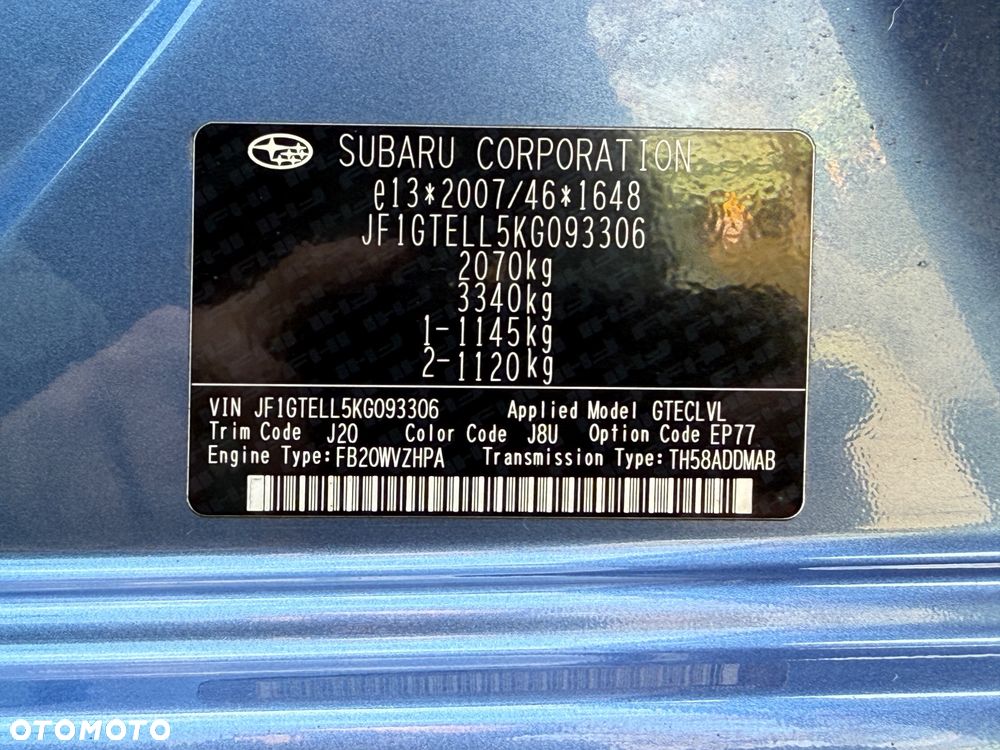 SUBARU CORPORATION
e13*2007/46*1648
JF1GTELL5KG093306
2070kg
3340kg
1-1145kg
2-1120kg
VIN JF1GTELL5KG093306 Applied Model GTECLVL
Trim Code J20 Color Code J8U Option Code EP77
Engine Type:FB20WVZHPA Transmission Type:TH58ADDMAB
OTOMOTO